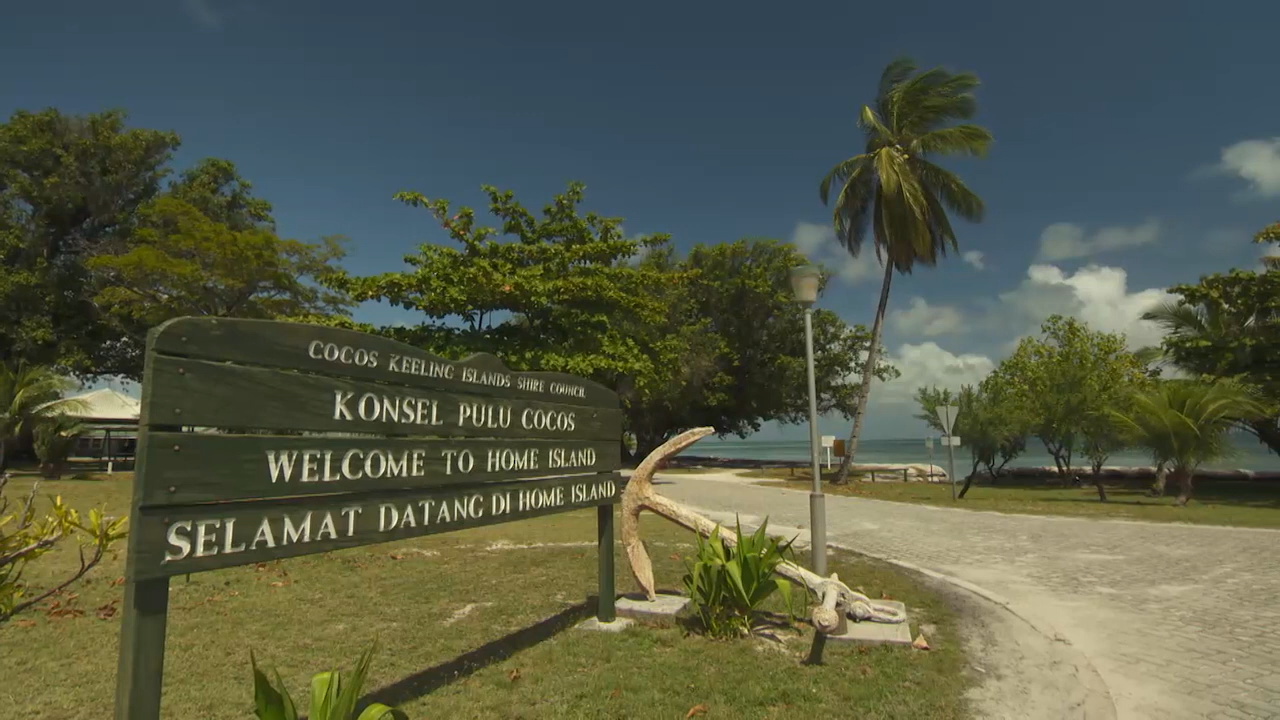 COCOS KEELING ISLANDS SHIRE COUNCIL
KONSEL PULU COCOS
WELCOME TO HOME ISLAND
SELAMAT DATANG DI HOME ISLAND